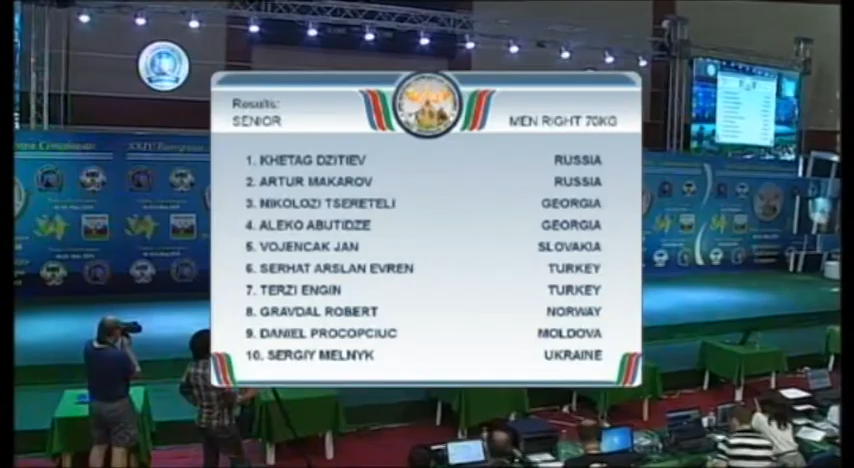 Results:
SENIOR MEN RIGHT 70KG
1. KHETAG DZITIEV RUSSIA
2. ARTUR MAKAROV RUSSIA
3. NIKOLOZI TSERETELI GEORGIA
4. ALEKO ABUTIDZE GEORGIA
5. VOJENCAK JAN SLOVAKIA
6. SERHAT ARSLAN EVREN TURKEY
7. TERZI ENGIN TURKEY
8. GRAVDAL ROBERT NORWAY
9. DANIEL PROCOPCIUC MOLDOVA
10. SERGIY MELNYK UKRAINE